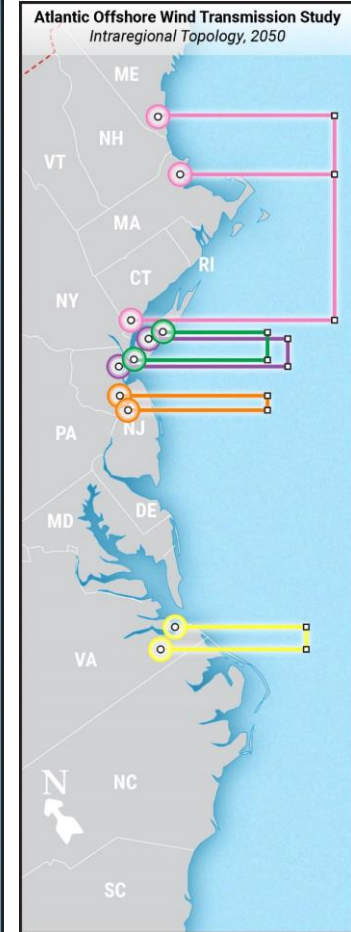 Atlantic Offshore Wind Transmission Study
Intraregional Topology, 2050
ME
NH
VT
MA
RI
CT
NY
NJ
PA
DE
MD
VA
N
NC
SC